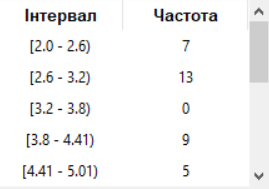 Інтервал Частота
[2.0 - 2.6) 7
[2.6 - 3.2) 13
[3.2 - 3.8) 0
[3.8 - 4.41) 9
[4.41 - 5.01) 5